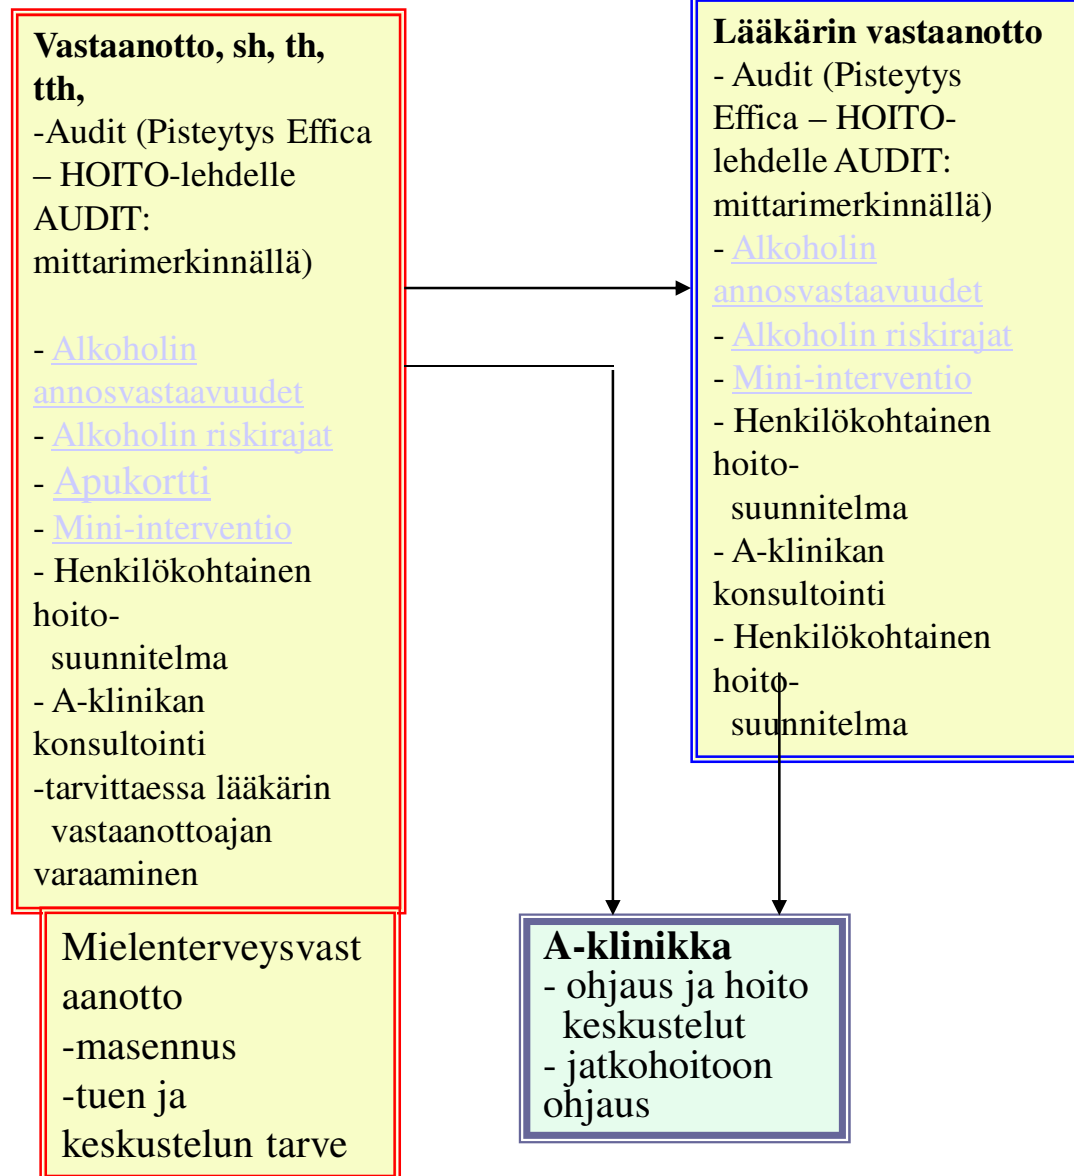 Vastaanotto, sh, th,
tth,
-Audit (Pisteytys Effica
– HOITO-lehdelle
AUDIT:
mittarimerkinnällä)
- Alkoholin
annosvastaavuudet
- Alkoholin riskirajat
- Apukortti
- Mini-interventio
- Henkilökohtainen
hoito-
suunnitelma
- A-klinikan
konsultointi
-tarvittaessa lääkärin
vastaanottoajan
varaaminen
Mielenterveysvast
aanotto
-masennus
-tuen ja
keskustelun tarve
Lääkärin vastaanotto
- Audit (Pisteytys
Effica – HOITO-
lehdelle AUDIT:
mittarimerkinnällä)
- Alkoholin
annosvastaavuudet
- Alkoholin riskirajat
- Mini-interventio
- Henkilökohtainen
hoito-
suunnitelma
- A-klinikan
konsultointi
- Henkilökohtainen
hoito-
suunnitelma
A-klinikka
- ohjaus ja hoito
keskustelut
- jatkohoitoon
ohjaus